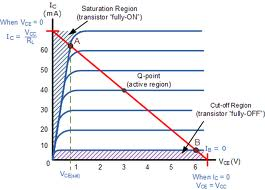 I C
(mA)
Saturation Region
(transistor "fully-ON")
When VCE = 0
IC = VCC
RL
A
60
50
40
30
20
10
0
Q-point
(active region)
Cut-off Region
(transistor "fully-OFF")
IB = 0
B
1
2
3
4
5
6
VCE(V)
VCE(sat)
When IC = 0
VCE = VCC